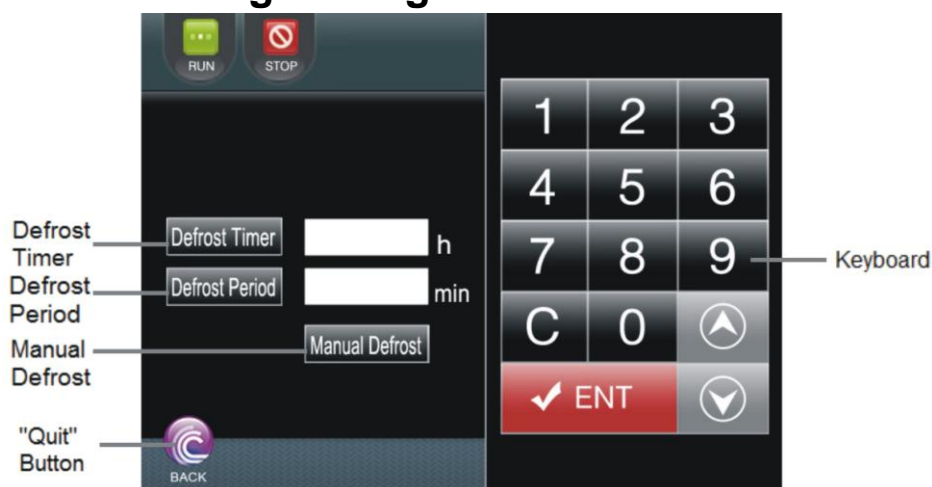 RUN
STOP
1 2 3
4 5 6
7 8 9
C 0
ENT
Defrost Timer
h
Defrost Period
min
Manual Defrost
BACK
Defrost
Timer
Defrost
Period
Manual
Defrost
"Quit"
Button
Keyboard